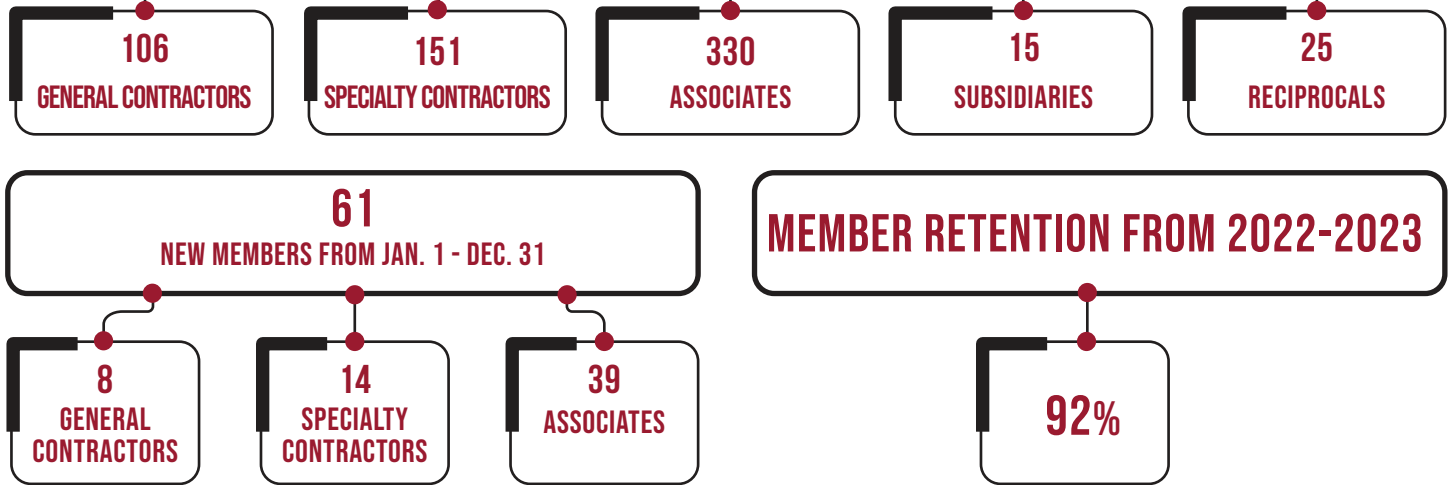 106
GENERAL CONTRACTORS
151
SPECIALTY CONTRACTORS
330
ASSOCIATES
15
SUBSIDIARIES
25
RECIPROCALS
61
NEW MEMBERS FROM JAN. 1 - DEC. 31
8
GENERAL
CONTRACTORS
14
SPECIALTY
CONTRACTORS
39
ASSOCIATES
MEMBER RETENTION FROM 2022-2023
92%